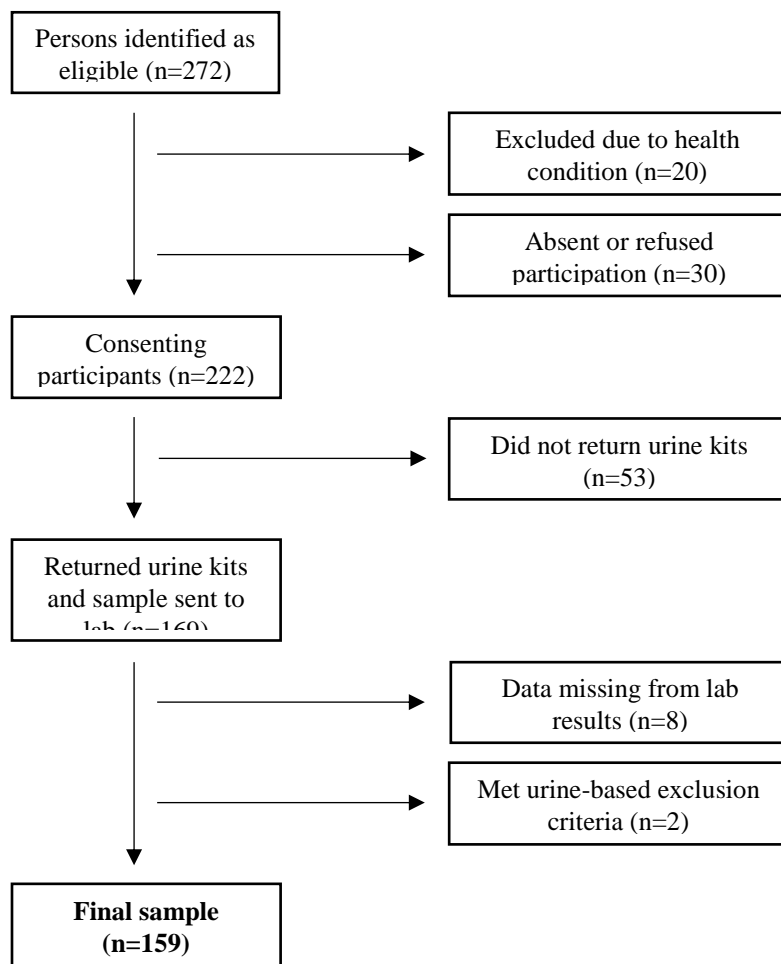 Persons identified as
eligible (n=272)
Excluded due to health
condition (n=20)
Absent or refused
participation (n=30)
Consenting
participants (n=222)
Did not return urine kits
(n=53)
Returned urine kits
and sample sent to
lab (n=169)
Data missing from lab
results (n=8)
Met urine-based exclusion
criteria (n=2)
Final sample
(n=159)